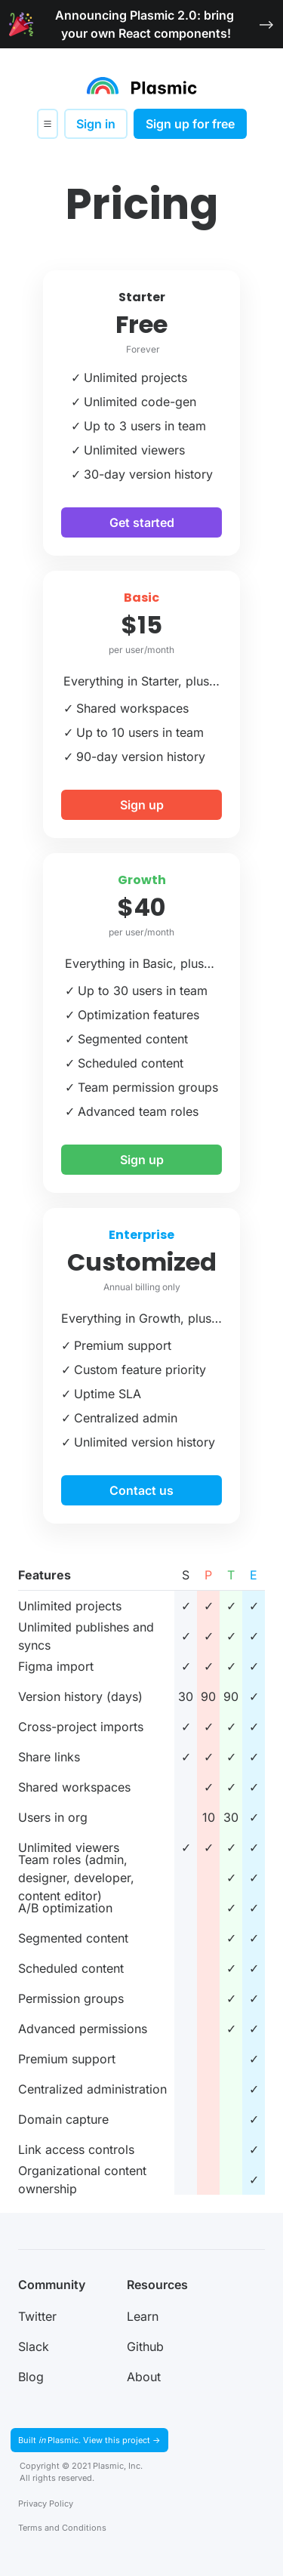 Announcing Plasmic 2.0: bring
your own React components!
Plasmic
Sign in
Sign up for free
Pricing
Starter
Free
Forever
✓ Unlimited projects
✓ Unlimited code-gen
✓ Up to 3 users in team
✓ Unlimited viewers
✓ 30-day version history
Get started
Basic
$15
per user/month
Everything in Starter, plus...
✓ Shared workspaces
✓ Up to 10 users in team
✓ 90-day version history
Sign up
Growth
$40
per user/month
Everything in Basic, plus...
✓ Up to 30 users in team
✓ Optimization features
✓ Segmented content
✓ Scheduled content
✓ Team permission groups
✓ Advanced team roles
Sign up
Enterprise
Customized
Annual billing only
Everything in Growth, plus...
✓ Premium support
✓ Custom feature priority
✓ Uptime SLA
✓ Centralized admin
✓ Unlimited version history
Contact us
Features S P T E
Unlimited projects ✓ ✓ ✓ ✓
Unlimited publishes and
syncs ✓ ✓ ✓ ✓
Figma import ✓ ✓ ✓ ✓
Version history (days) 30 90 90 ✓
Cross-project imports ✓ ✓ ✓ ✓
Share links ✓ ✓ ✓ ✓
Shared workspaces ✓ ✓ ✓
Users in org 10 30 ✓
Unlimited viewers ✓ ✓ ✓ ✓
Team roles (admin,
designer, developer, ✓ ✓
content editor)
A/B optimization ✓ ✓
Segmented content ✓ ✓
Scheduled content ✓ ✓
Permission groups ✓ ✓
Advanced permissions ✓ ✓
Premium support ✓
Centralized administration ✓
Domain capture ✓
Link access controls ✓
Organizational content
ownership ✓
Community
Twitter
Slack
Blog
Resources
Learn
Github
About
Built in Plasmic. View this project →
Copyright © 2021 Plasmic, Inc.
All rights reserved.
Privacy Policy
Terms and Conditions